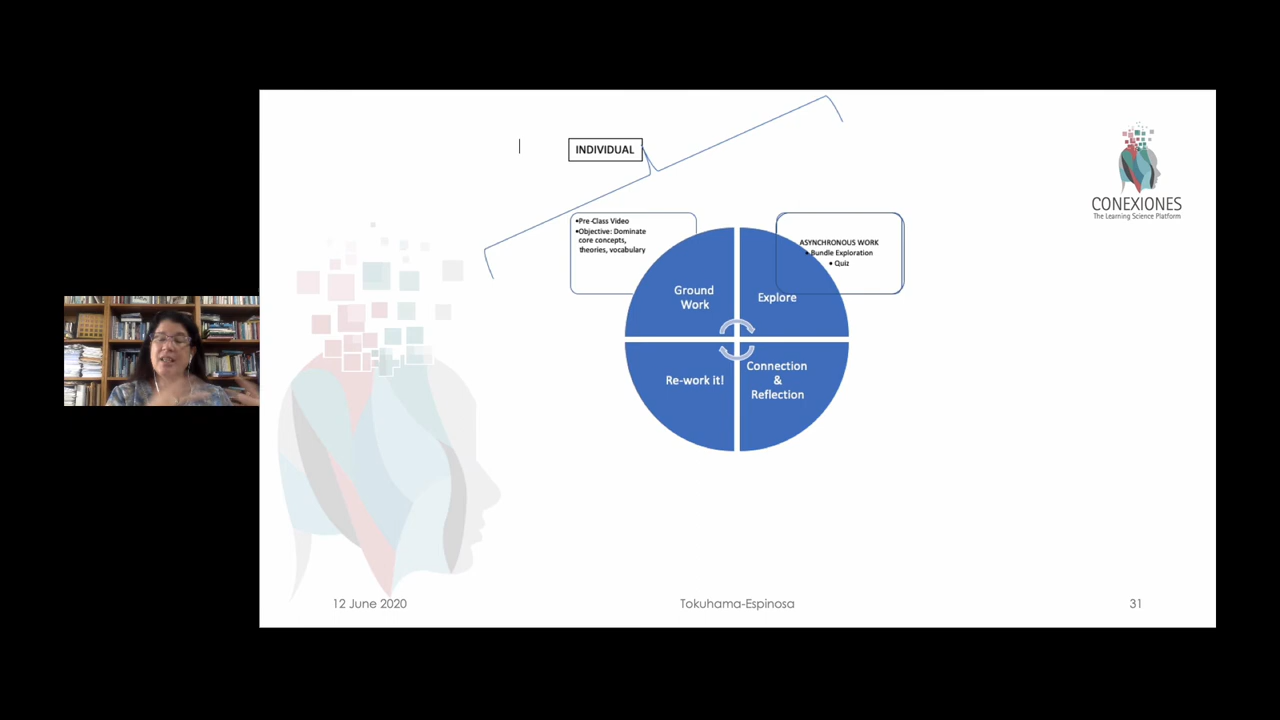 INDIVIDUAL
CONEXIONES
The Learning Science Platform
•Pre-Class Video
•Objective: Dominate
core concepts,
theories, vocabulary
ASYNCHRONOUS WORK
• Bundle Exploration
• Quiz
Ground
Work
Explore
Re-work it!
Connection
&
Reflection
12 June 2020
Tokuhama-Espinosa
31